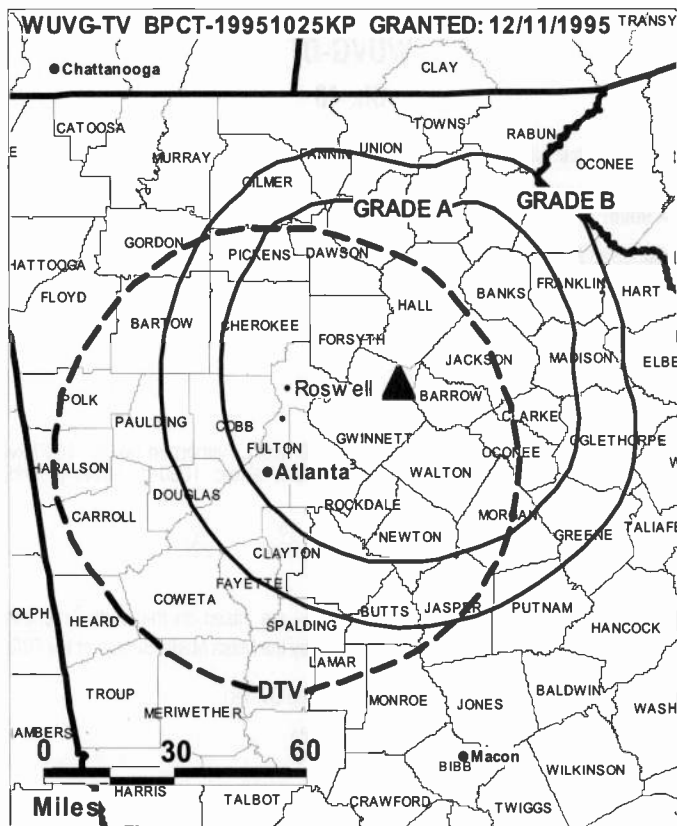 WUVG-TV BPCT-19951025KP GRANTED: 12/11/1995
TRANSY
Chattanooga
CLAY
CATOOSA
TOWNS
RABUN
MURRAY
FANNIN
UNION
OCONEE
GILMER
GRADE A
GRADE B
GORDON
PICKENS
DAWSON
HATTOOGA
FLOYD
HALL
BANKS
FRANKLIN
HART
BARTOW
CHEROKEE
FORSYTH
JACKSON
MADISON
ELBE
POLK
Roswell
BARROW
PAULDING
COBB
CLARKE
FULTON
GWINNETT
OGLETHORPE
HARALSON
Atlanta
WALTON
OCONEE
DOUGLAS
CARROLL
ROCKDALE
MORGAN
NEWTON
GREENE
TALIAFE
CLAYTON
FAYETTE
COWETA
BUTTS
JASPER
PUTNAM
OLPH
HEARD
SPALDING
HANCOCK
LAMAR
DTV
TROUP
MONROE
JONES
BALDWIN
MERIWETHER
WASH
AMBERS
0 30 60
Macon
BIBB
WILKINSON
Miles
HARRIS
TALBOT
CRAWFORD
TWIGGS